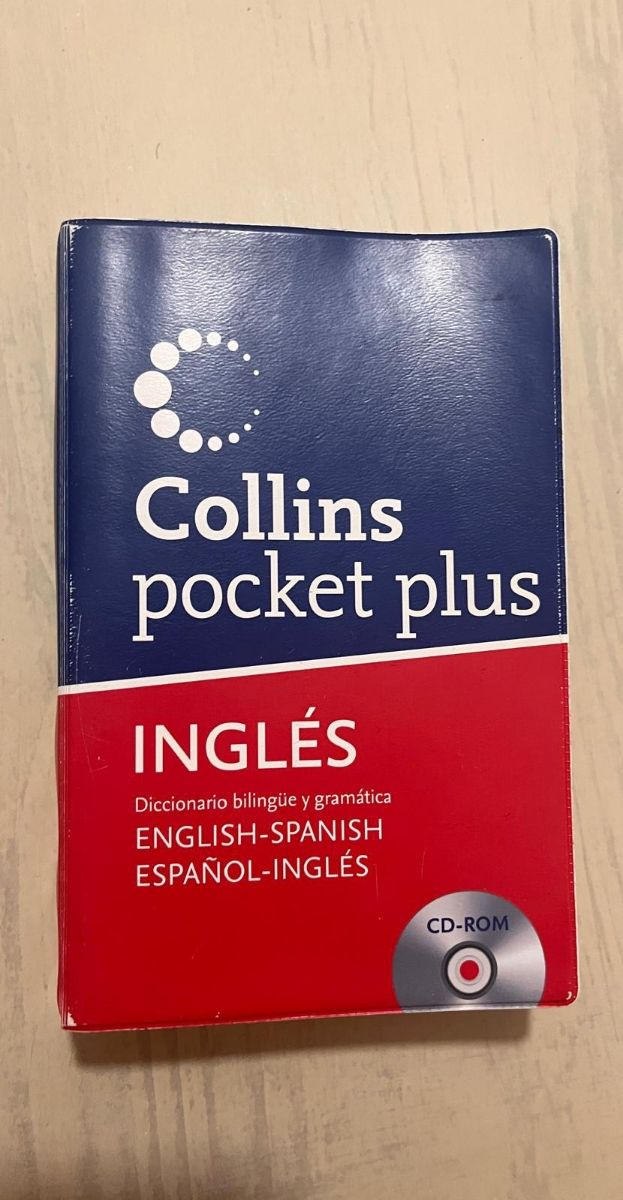 Collins
pocket plus
INGLÉS
Diccionario bilingüe y gramática
ENGLISH-SPANISH
ESPAÑOL-INGLÉS
CD-ROM